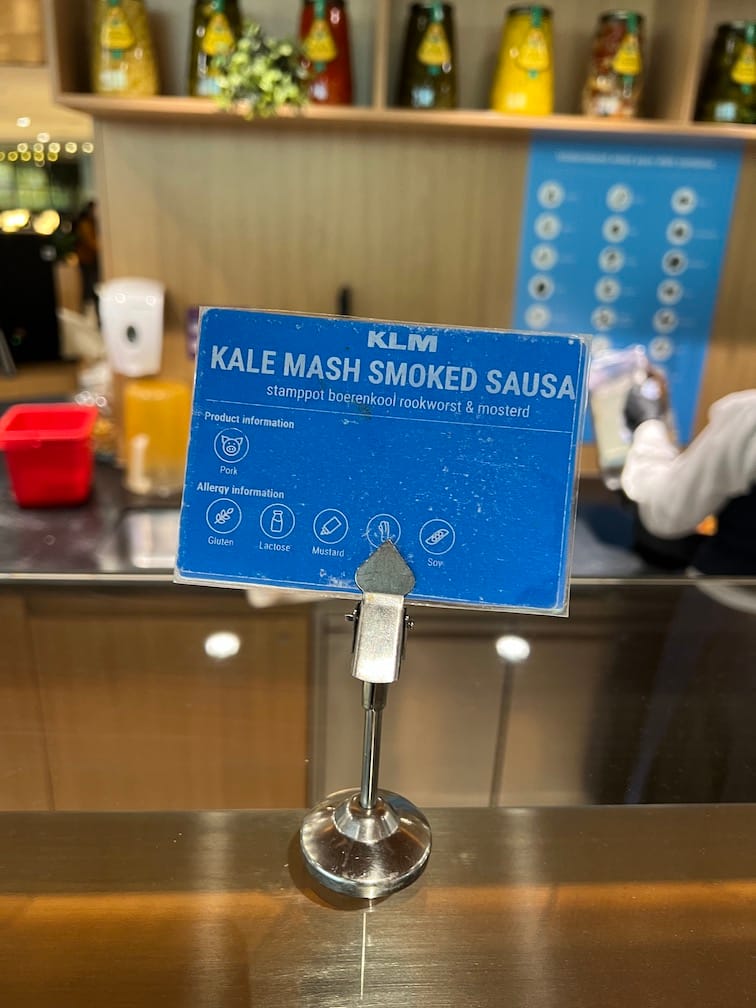 KLM
KALE MASH SMOKED SAUSA
stamppot boerenkool rookworst & mosterd
Product information
Pork
Allergy information
Gluten Lactose Mustard Soy